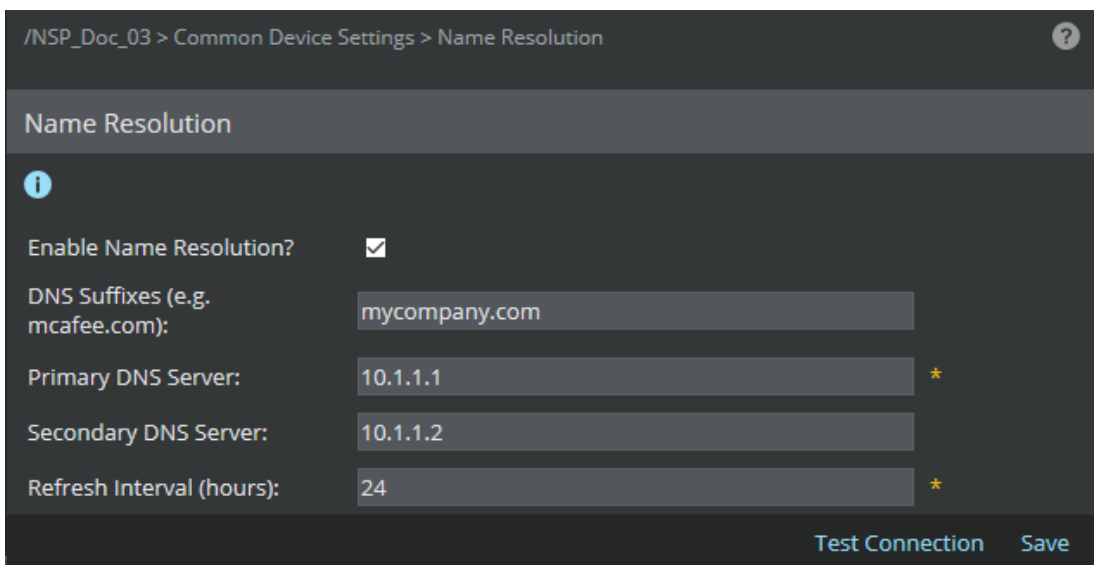 /NSP_Doc_03 > Common Device Settings > Name Resolution
?
Name Resolution
i
Enable Name Resolution?
DNS Suffixes (e.g.
mcafee.com):
mycompany.com
Primary DNS Server:
10.1.1.1
*
Secondary DNS Server:
10.1.1.2
Refresh Interval (hours):
24
*
Test Connection
Save